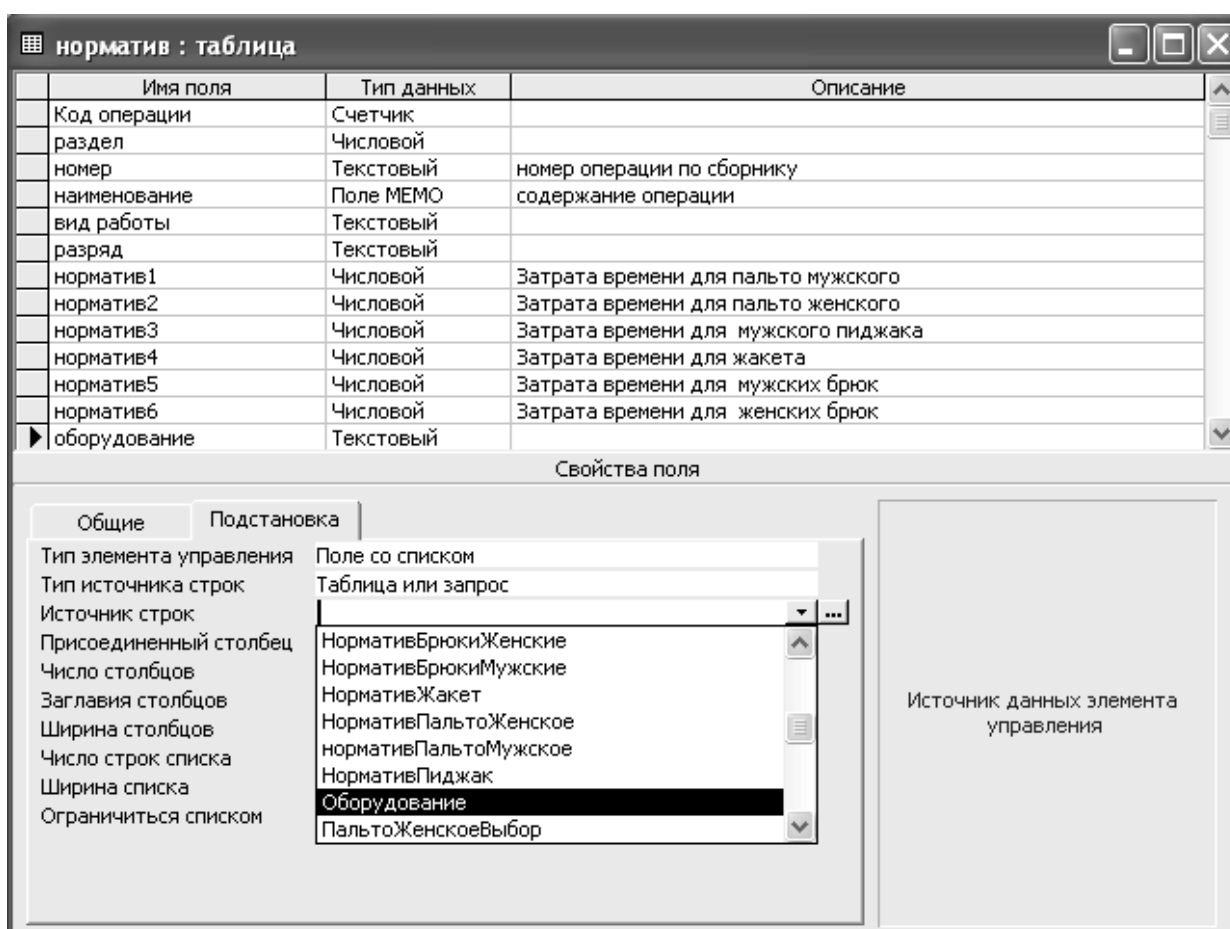 норматив : таблица
Имя поля Тип данных Описание
Код операции Счетчик
раздел Числовой
номер Текстовый номер операции по сборнику
наименование Поле МЕМО содержание операции
вид работы Текстовый
разряд Текстовый
норматив1 Числовой Затрата времени для пальто мужского
норматив2 Числовой Затрата времени для пальто женского
норматив3 Числовой Затрата времени для мужского пиджака
норматив4 Числовой Затрата времени для жакета
норматив5 Числовой Затрата времени для мужских брюк
норматив6 Числовой Затрата времени для женских брюк
оборудование Текстовый
Свойства поля
Общие Подстановка
Тип элемента управления Поле со списком
Тип источника строк Таблица или запрос
Источник строк ...
Присоединенный столбец НормативБрюкиЖенские
Число столбцов НормативБрюкиМужские
Заглавия столбцов НормативЖакет
Ширина столбцов НормативПальтоЖенское
Число строк списка нормативПальтоМужское
Ширина списка НормативПиджак
Ограничиться списком Оборудование
ПальтоЖенскоеВыбор
Источник данных элемента
управления